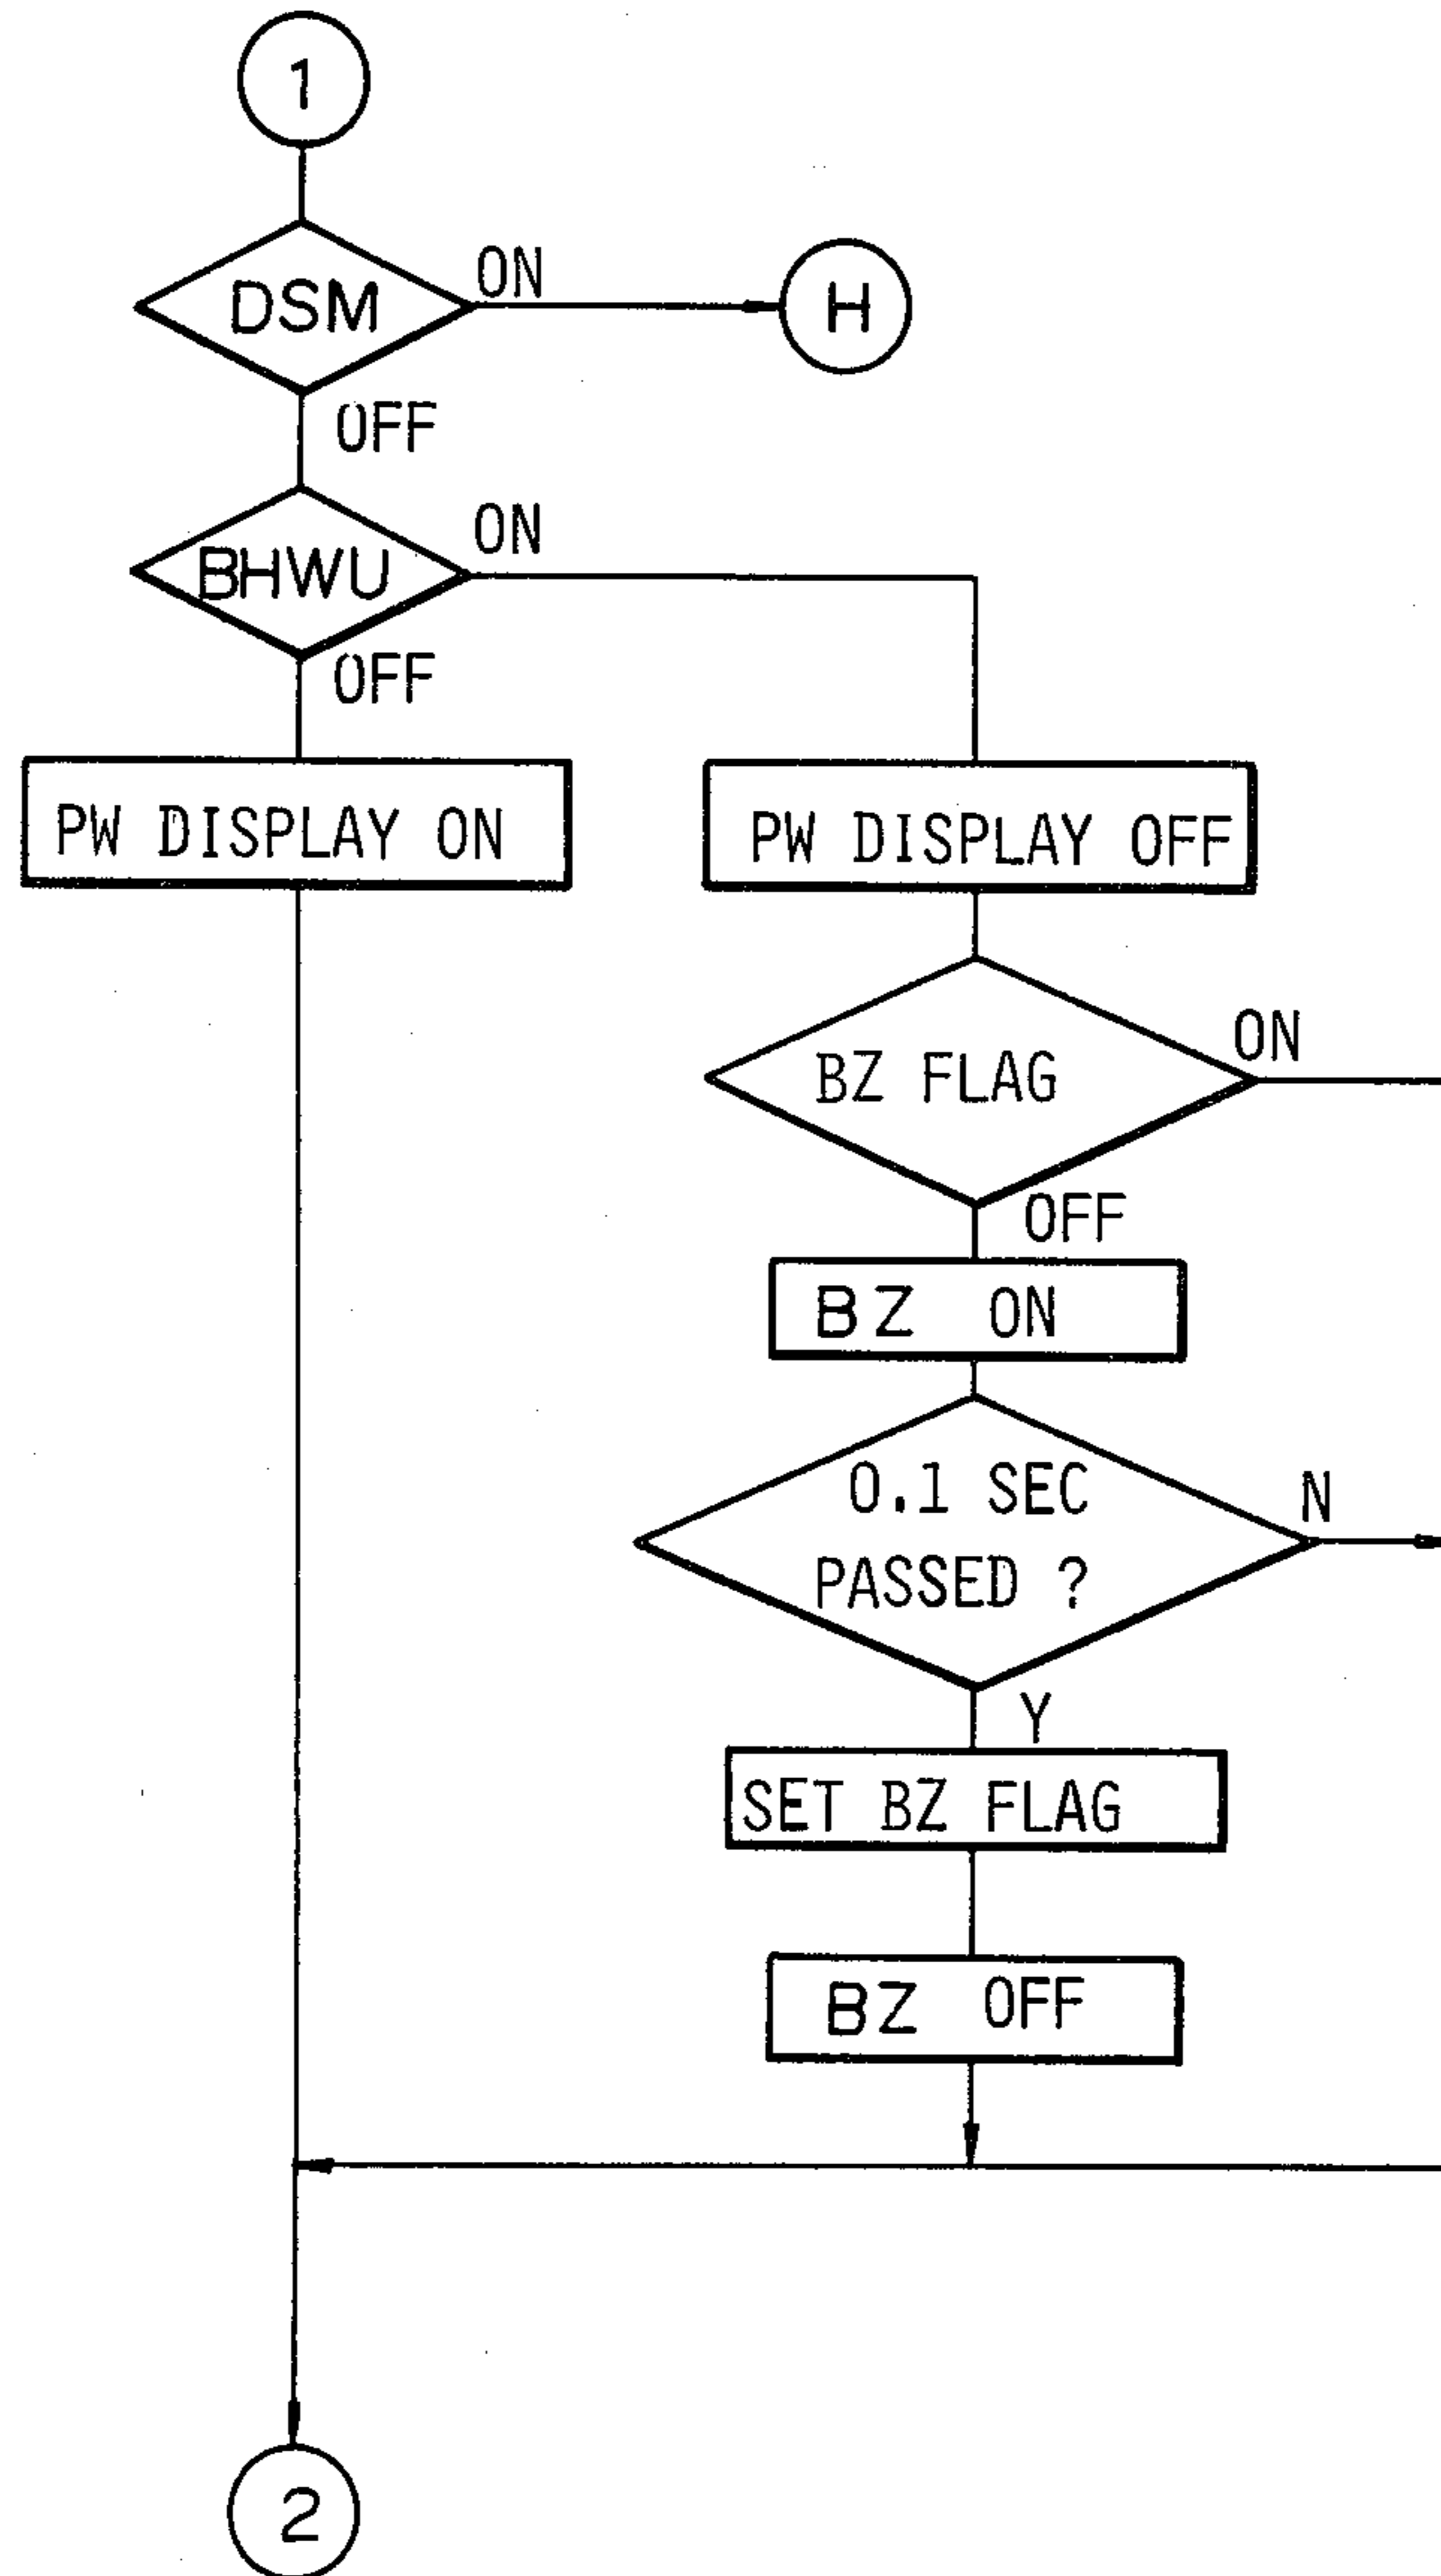 1
DSM
ON
H
OFF
BHWU
ON
OFF
PW DISPLAY ON
PW DISPLAY OFF
BZ FLAG
ON
OFF
BZ ON
0.1 SEC
PASSED ?
N
Y
SET BZ FLAG
BZ OFF
2